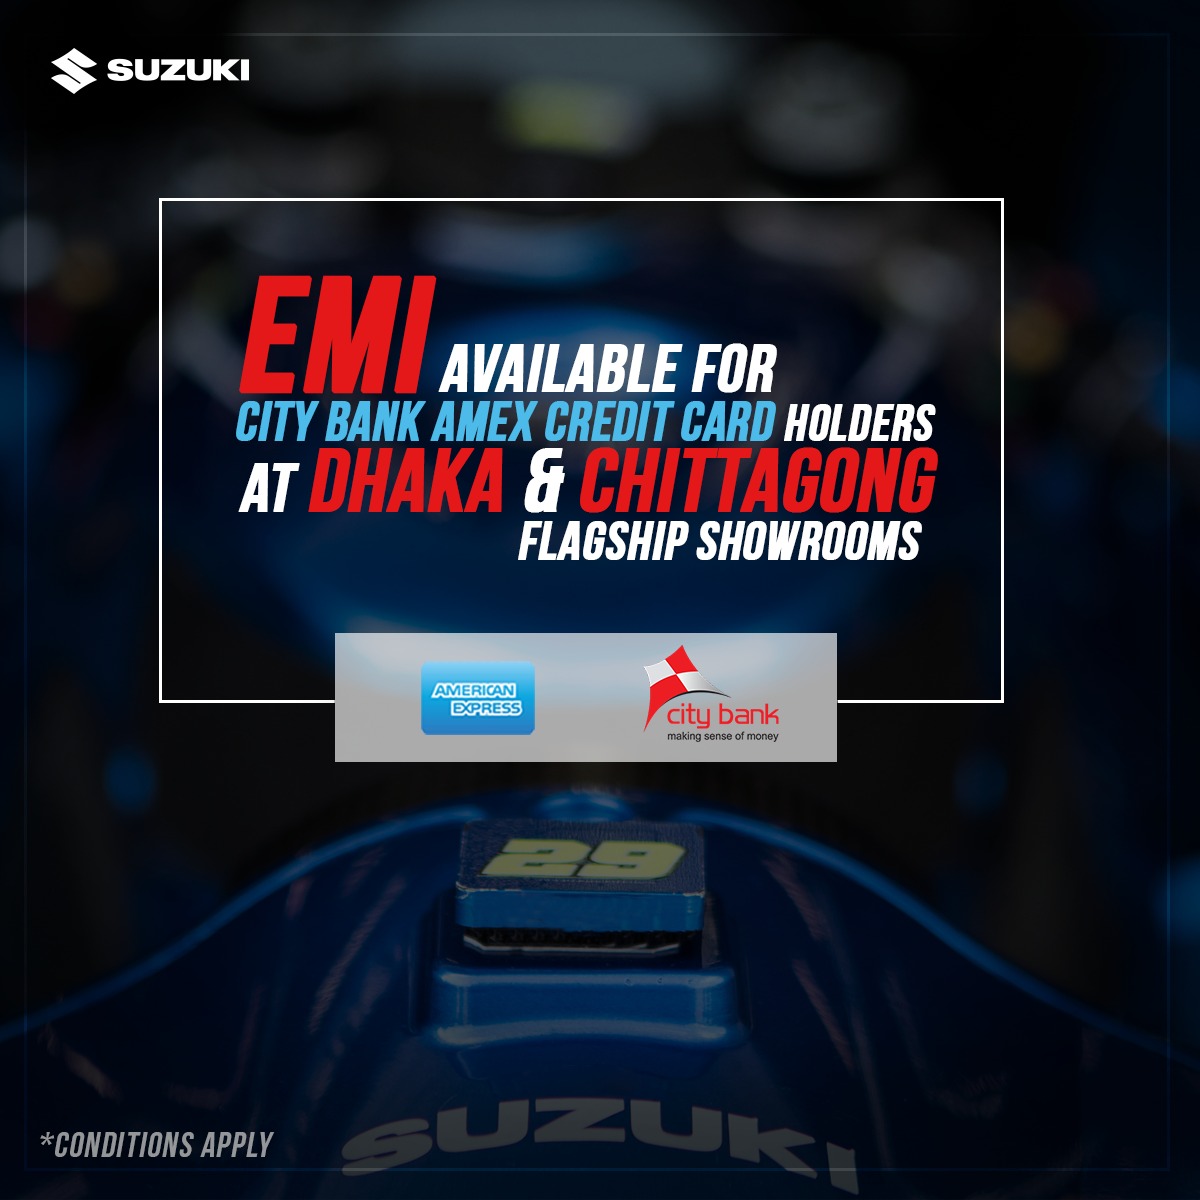 SUZUKI
EMI AVAILABLE FOR
CITY BANK AMEX CREDIT CARD HOLDERS
AT DHAKA & CHITTAGONG
FLAGSHIP SHOWROOMS
AMERICAN
EXPRESS
city bank
making sense of money
29
SUZUKI
*CONDITIONS APPLY